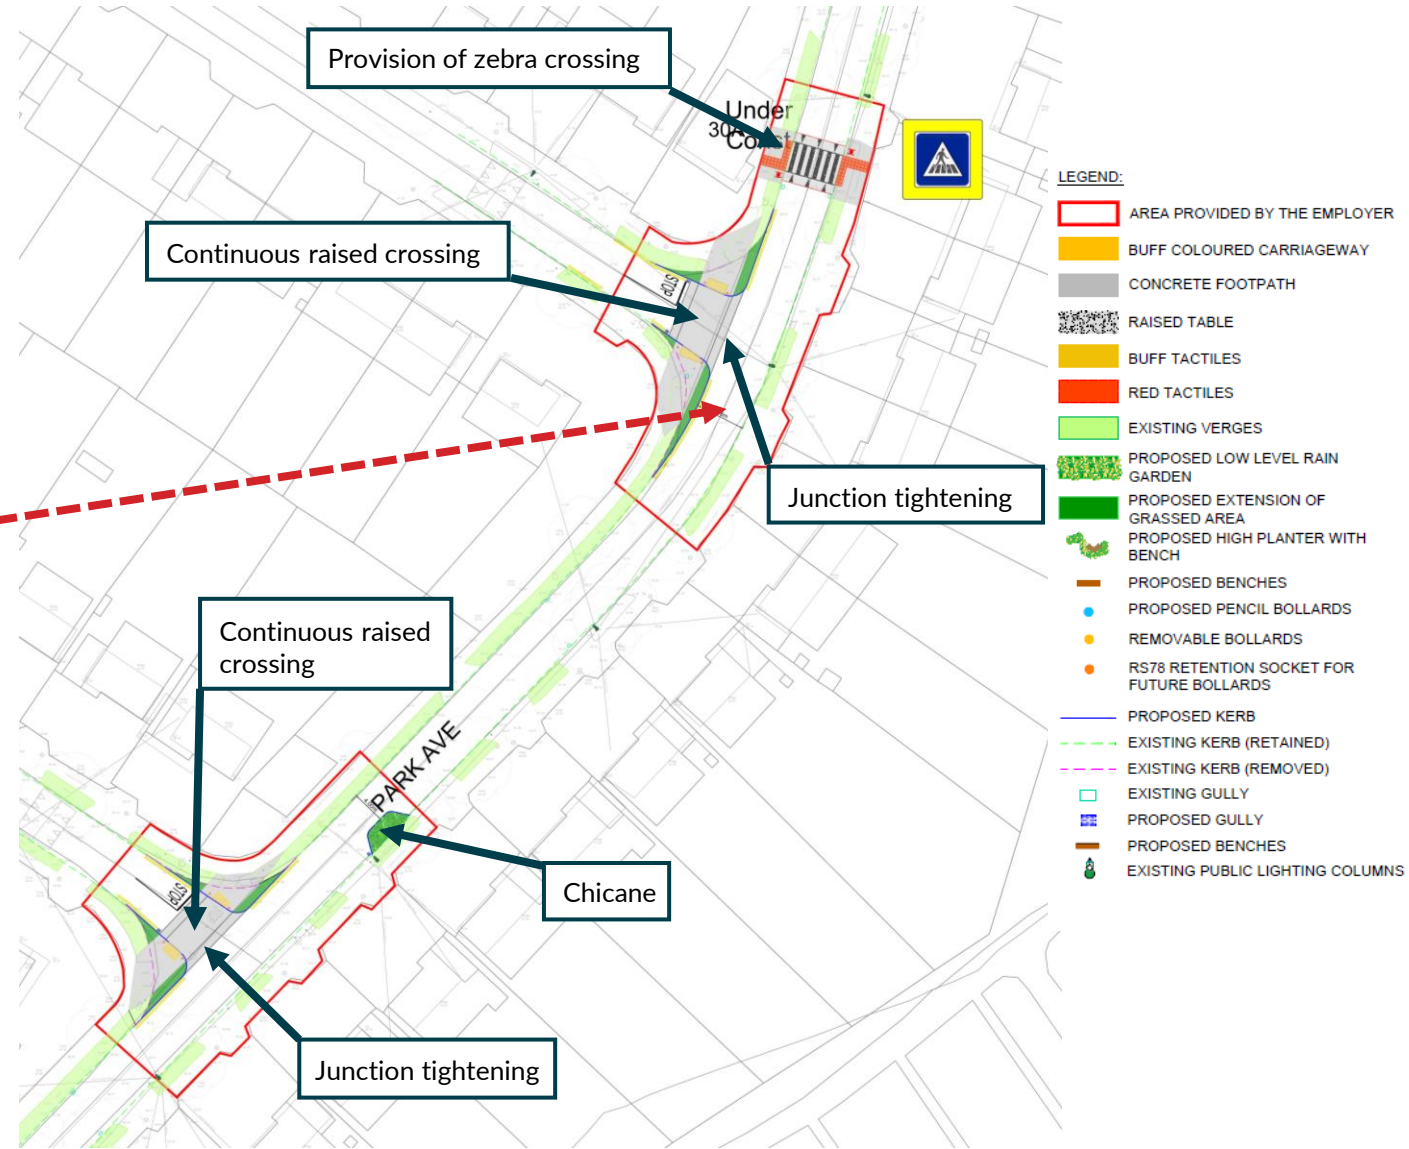 Provision of zebra crossing
Under
30A
Const
Continuous raised crossing
STOP
Junction tightening
Continuous raised
crossing
PARK AVE
STOP
Chicane
Junction tightening
LEGEND:
AREA PROVIDED BY THE EMPLOYER
BUFF COLOURED CARRIAGEWAY
CONCRETE FOOTPATH
RAISED TABLE
BUFF TACTILES
RED TACTILES
EXISTING VERGES
PROPOSED LOW LEVEL RAIN
GARDEN
PROPOSED EXTENSION OF
GRASSED AREA
PROPOSED HIGH PLANTER WITH
BENCH
PROPOSED BENCHES
PROPOSED PENCIL BOLLARDS
REMOVABLE BOLLARDS
RS78 RETENTION SOCKET FOR
FUTURE BOLLARDS
PROPOSED KERB
EXISTING KERB (RETAINED)
EXISTING KERB (REMOVED)
EXISTING GULLY
PROPOSED GULLY
PROPOSED BENCHES
EXISTING PUBLIC LIGHTING COLUMNS